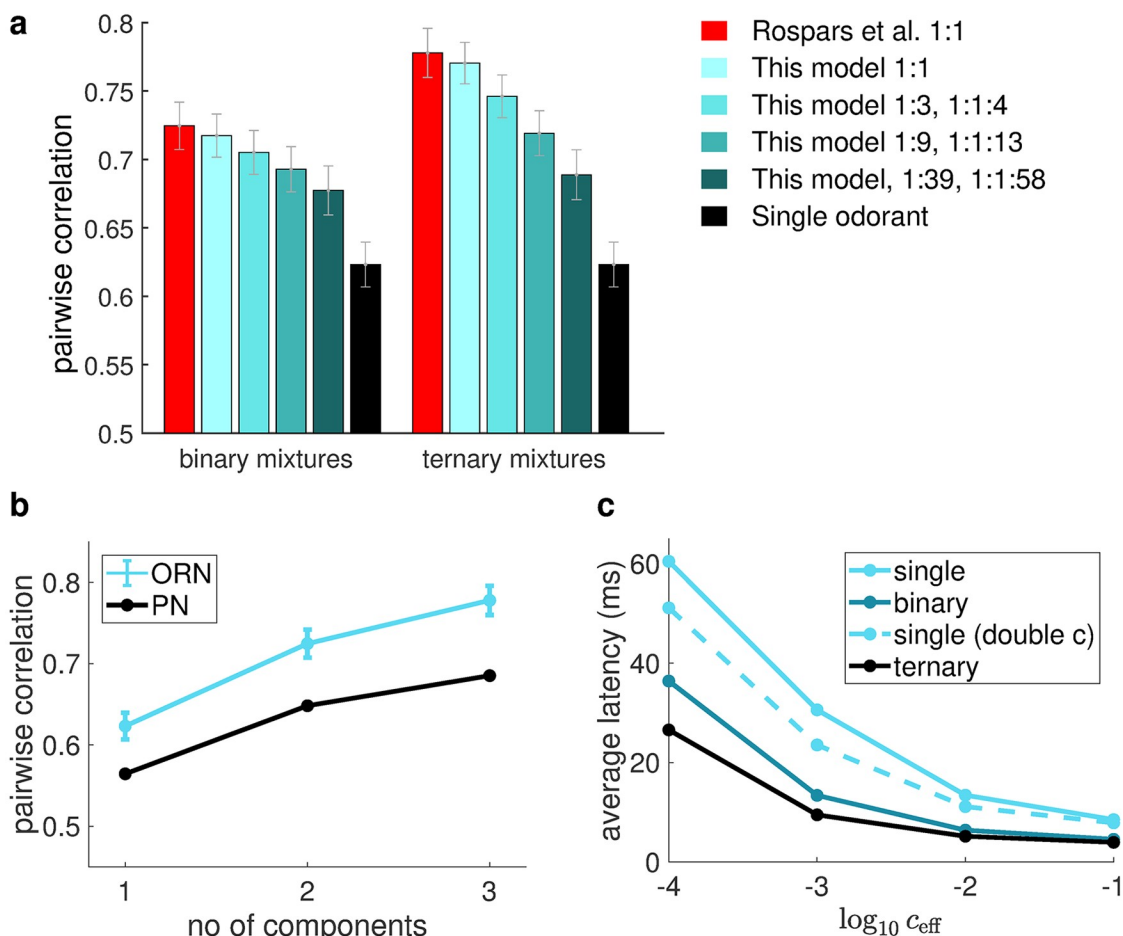 a
pairwise correlation
0.8
0.75
0.7
0.65
0.6
0.55
0.5
binary mixtures
ternary mixtures
Rospars et al. 1:1
This model 1:1
This model 1:3, 1:1:4
This model 1:9, 1:1:13
This model, 1:39, 1:1:58
Single odorant
b
pairwise correlation
0.8
0.7
0.6
0.5
ORN
PN
1 2 3
no of components
c
average latency (ms)
60
40
20
0
single
binary
single (double c)
ternary
-4 -3 -2 -1
log₁₀ c_eff